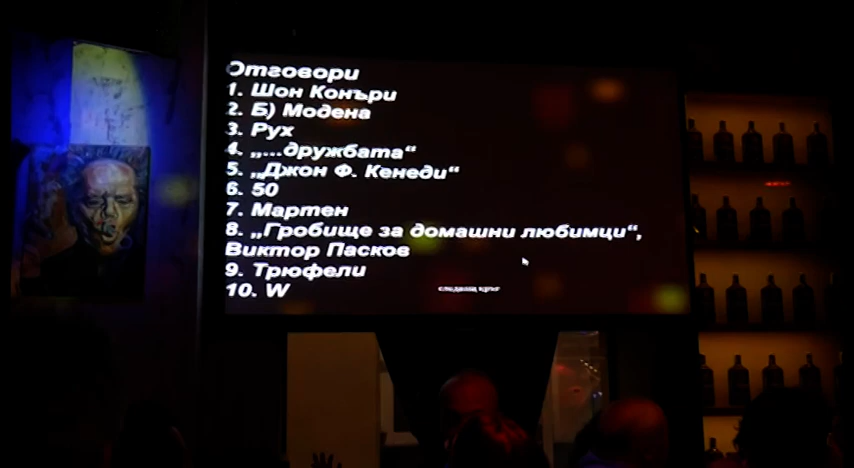 Отговори
1. Шон Конъри
2. Б) Модена
3. Рух
4. „...дружбата“
5. „Джон Ф. Кенеди“
6. 50
7. Мартен
8. „Гробище за домашни любимци“,
Виктор Пасков
9. Трюфели
10. W
следващ кръг